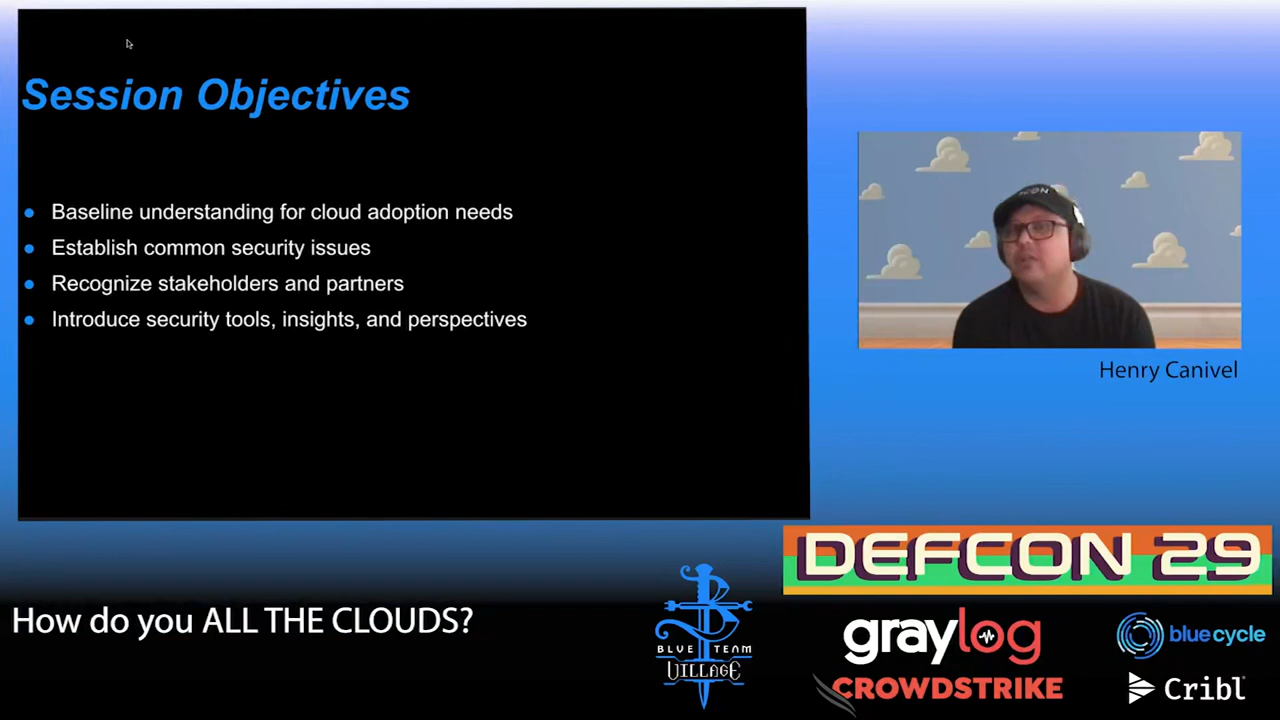 Session Objectives
Baseline understanding for cloud adoption needs
Establish common security issues
Recognize stakeholders and partners
Introduce security tools, insights, and perspectives
Henry Canivel
DEFCON 29
How do you ALL THE CLOUDS?
BLUE TEAM
VILLAGE
graylog
bluecycle
CROWDSTRIKE
Cribl